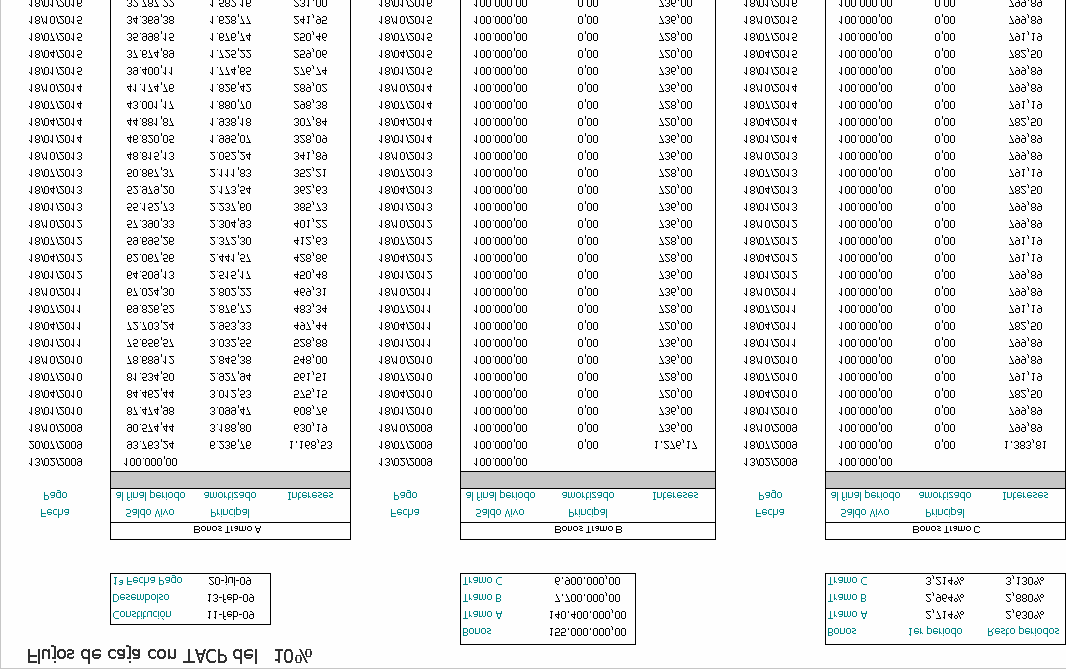 Flujos de caja con TACP del 10%
Bonos 155.000.000,00 Bonos 1er período Resto períodos
Constitución 11-Feb-09 Tramo A 140.400.000,00 Tramo A 2,714% 2,630%
Desembolso 13-Feb-09 Tramo B 7.700.000,00 Tramo B 2,964% 2,880%
1ª Fecha Pago 20-jul-09 Tramo C 6.900.000,00 Tramo C 3,214% 3,130%
Bonos Tramo A Bonos Tramo B Bonos Tramo C
Fecha Saldo Vivo Principal Fecha Saldo Vivo Principal Fecha Saldo Vivo Principal
Pago al final período amortizado Intereses Pago al final período amortizado Intereses Pago al final período amortizado Intereses
13/02/2009 100.000,00 13/02/2009 100.000,00 13/02/2009 100.000,00
20/07/2009 93.763,24 6.236,76 1.168,53 18/07/2009 100.000,00 0,00 1.276,17 18/07/2009 100.000,00 0,00 1.383,81
18/10/2009 90.574,44 3.188,80 630,19 18/10/2009 100.000,00 0,00 736,00 18/10/2009 100.000,00 0,00 799,89
18/01/2010 87.474,98 3.099,47 608,76 18/01/2010 100.000,00 0,00 736,00 18/01/2010 100.000,00 0,00 799,89
18/04/2010 84.462,44 3.012,53 575,15 18/04/2010 100.000,00 0,00 720,00 18/04/2010 100.000,00 0,00 782,50
18/07/2010 81.534,50 2.927,94 561,51 18/07/2010 100.000,00 0,00 728,00 18/07/2010 100.000,00 0,00 791,19
18/10/2010 78.689,12 2.845,38 548,00 18/10/2010 100.000,00 0,00 736,00 18/10/2010 100.000,00 0,00 799,89
18/01/2011 75.656,57 3.032,55 528,88 18/01/2011 100.000,00 0,00 736,00 18/01/2011 100.000,00 0,00 799,89
18/04/2011 72.703,24 2.953,33 497,44 18/04/2011 100.000,00 0,00 720,00 18/04/2011 100.000,00 0,00 782,50
18/07/2011 69.826,52 2.876,72 483,34 18/07/2011 100.000,00 0,00 728,00 18/07/2011 100.000,00 0,00 791,19
18/10/2011 67.024,30 2.802,22 469,31 18/10/2011 100.000,00 0,00 736,00 18/10/2011 100.000,00 0,00 799,89
18/01/2012 64.509,13 2.515,17 450,48 18/01/2012 100.000,00 0,00 736,00 18/01/2012 100.000,00 0,00 799,89
18/04/2012 62.067,56 2.441,57 428,86 18/04/2012 100.000,00 0,00 728,00 18/04/2012 100.000,00 0,00 791,19
18/07/2012 59.695,26 2.372,30 412,63 18/07/2012 100.000,00 0,00 728,00 18/07/2012 100.000,00 0,00 791,19
18/10/2012 57.390,33 2.304,93 401,22 18/10/2012 100.000,00 0,00 736,00 18/10/2012 100.000,00 0,00 799,89
18/01/2013 55.152,73 2.237,60 385,73 18/01/2013 100.000,00 0,00 736,00 18/01/2013 100.000,00 0,00 799,89
18/04/2013 52.979,20 2.173,54 362,63 18/04/2013 100.000,00 0,00 720,00 18/04/2013 100.000,00 0,00 782,50
18/07/2013 50.867,37 2.111,83 352,21 18/07/2013 100.000,00 0,00 728,00 18/07/2013 100.000,00 0,00 791,19
18/10/2013 48.815,13 2.052,24 341,89 18/10/2013 100.000,00 0,00 736,00 18/10/2013 100.000,00 0,00 799,89
18/01/2014 46.820,05 1.995,07 328,09 18/01/2014 100.000,00 0,00 736,00 18/01/2014 100.000,00 0,00 799,89
18/04/2014 44.881,87 1.938,18 307,84 18/04/2014 100.000,00 0,00 720,00 18/04/2014 100.000,00 0,00 782,50
18/07/2014 43.001,17 1.880,70 298,38 18/07/2014 100.000,00 0,00 728,00 18/07/2014 100.000,00 0,00 791,19
18/10/2014 41.174,76 1.826,42 289,02 18/10/2014 100.000,00 0,00 736,00 18/10/2014 100.000,00 0,00 799,89
18/01/2015 39.400,11 1.774,65 276,74 18/01/2015 100.000,00 0,00 736,00 18/01/2015 100.000,00 0,00 799,89
18/04/2015 37.674,89 1.725,22 259,06 18/04/2015 100.000,00 0,00 720,00 18/04/2015 100.000,00 0,00 782,50
18/07/2015 35.998,15 1.676,74 250,46 18/07/2015 100.000,00 0,00 728,00 18/07/2015 100.000,00 0,00 791,19
18/10/2015 34.369,38 1.628,77 241,95 18/10/2015 100.000,00 0,00 736,00 18/10/2015 100.000,00 0,00 799,89
18/01/2016 32.787,22 1.582,16 231,00 18/01/2016 100.000,00 0,00 736,00 18/01/2016 100.000,00 0,00 799,89